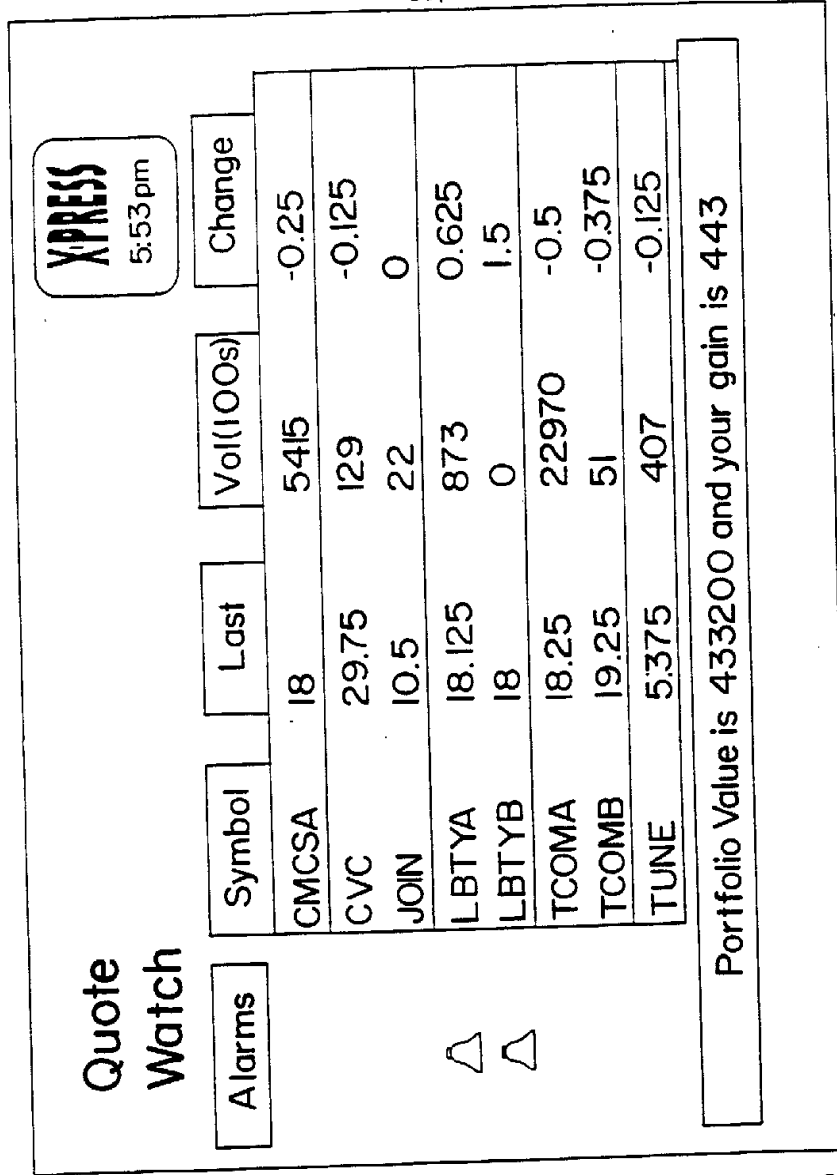 Quote
Watch
X·PRESS
5:53pm
Alarms Symbol Last Vol(100s) Change
CMCSA 18 5415 -0.25
CVC 29.75 129 -0.125
JOIN 10.5 22 0
LBTYA 18.125 873 0.625
LBTYB 18 0 1.5
TCOMA 18.25 22970 -0.5
TCOMB 19.25 51 -0.375
TUNE 5.375 407 -0.125
Portfolio Value is 433200 and your gain is 443